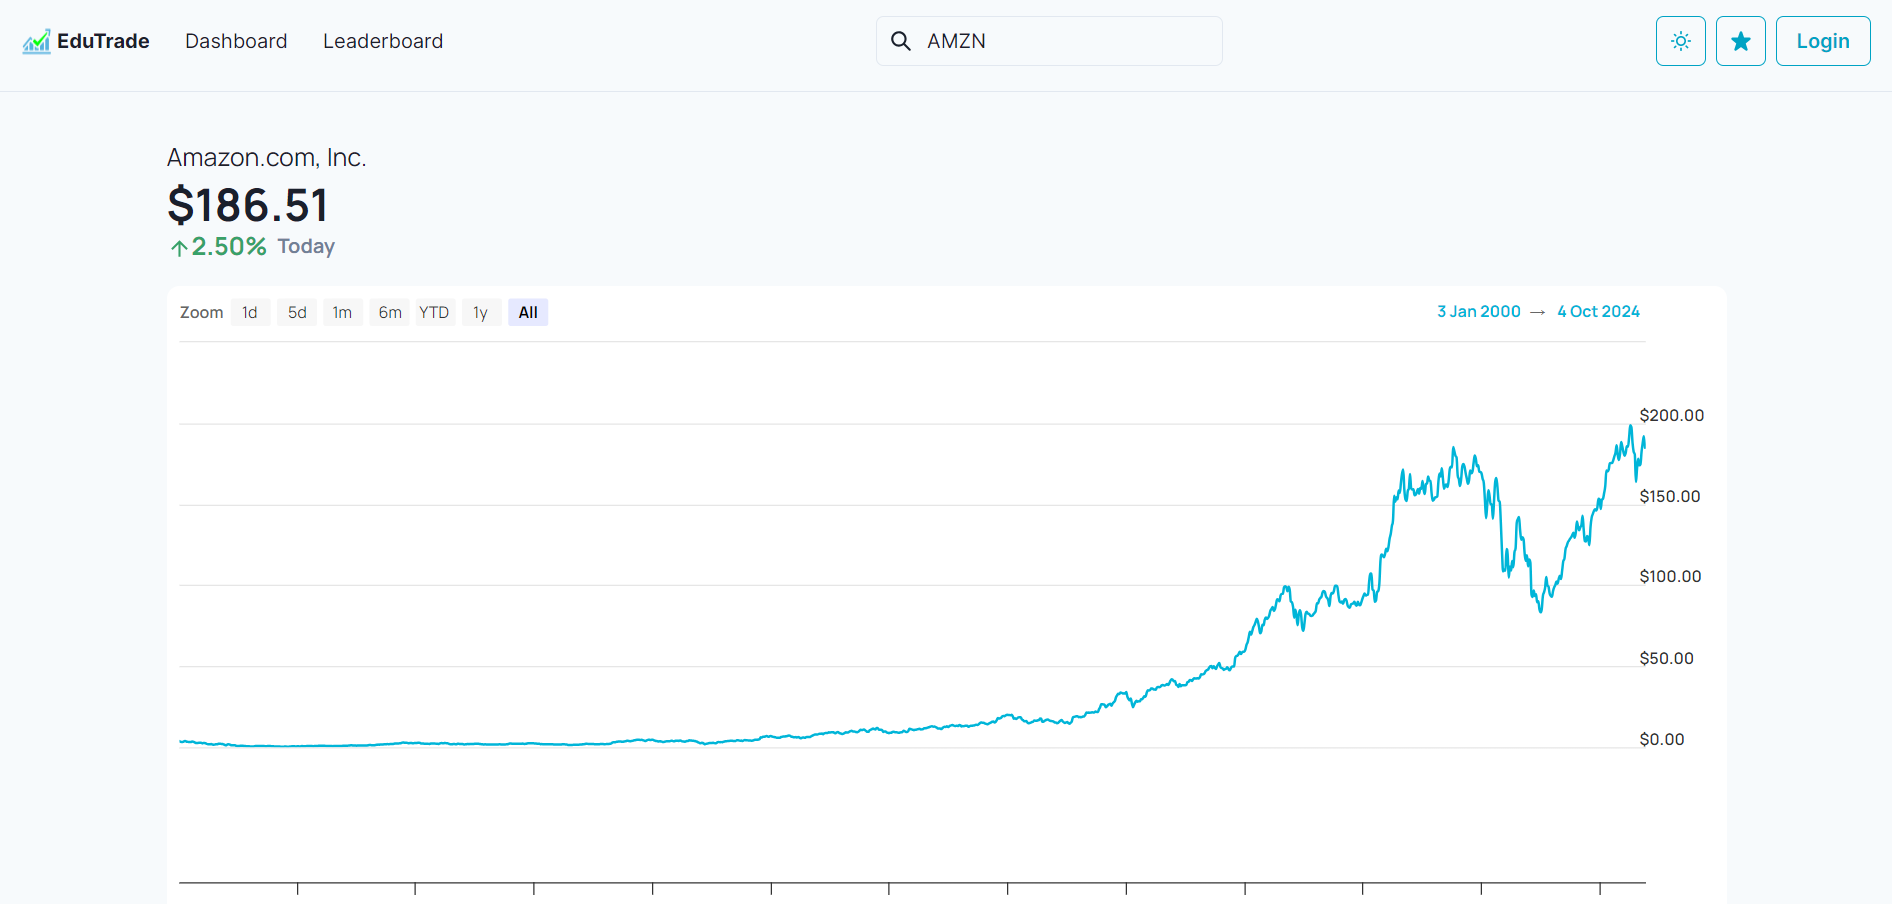 EduTrade Dashboard Leaderboard AMZN Login
Amazon.com, Inc.
$186.51
↑2.50% Today
Zoom 1d 5d 1m 6m YTD 1y All 3 Jan 2000 → 4 Oct 2024
$200.00
$150.00
$100.00
$50.00
$0.00